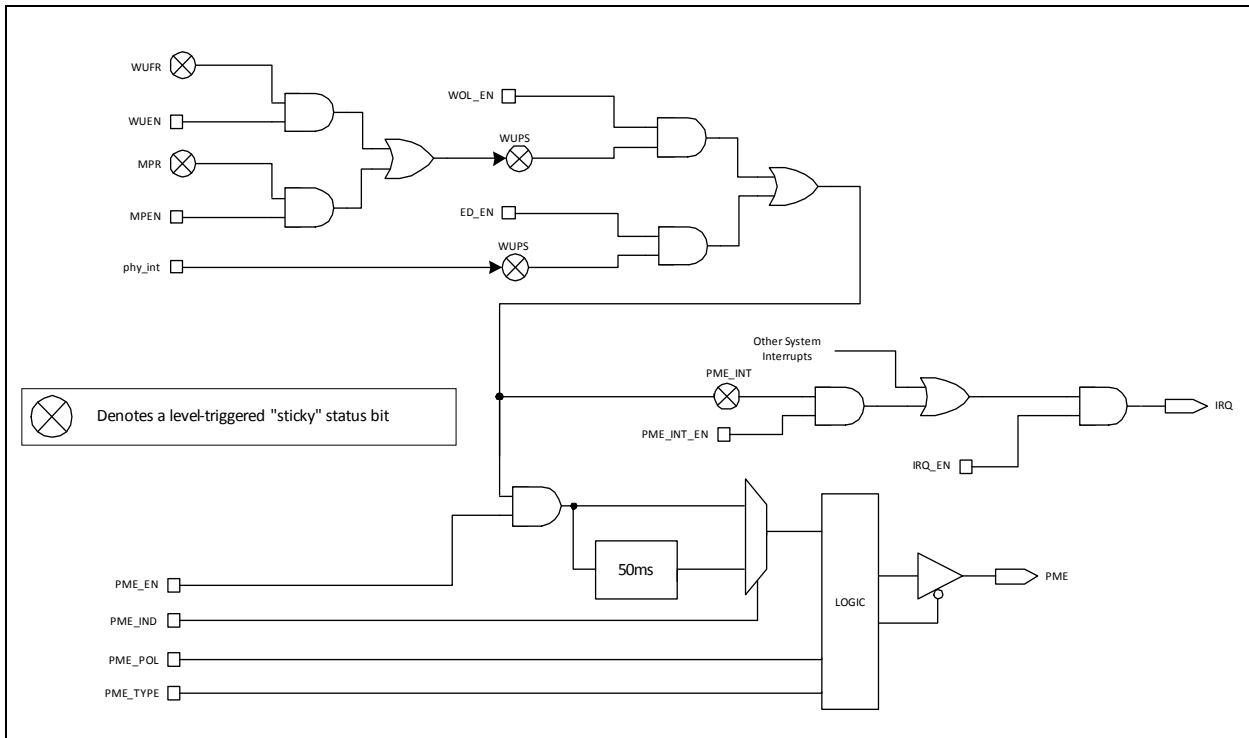 WUFR
WUEN
MPR
MPEN
phy_int
WOL_EN
WUPS
ED_EN
WUPS
Other System
Interrupts
PME_INT
PME_INT_EN
IRQ_EN
IRQ
Denotes a level-triggered "sticky" status bit
50ms
LOGIC
PME
PME_EN
PME_IND
PME_POL
PME_TYPE